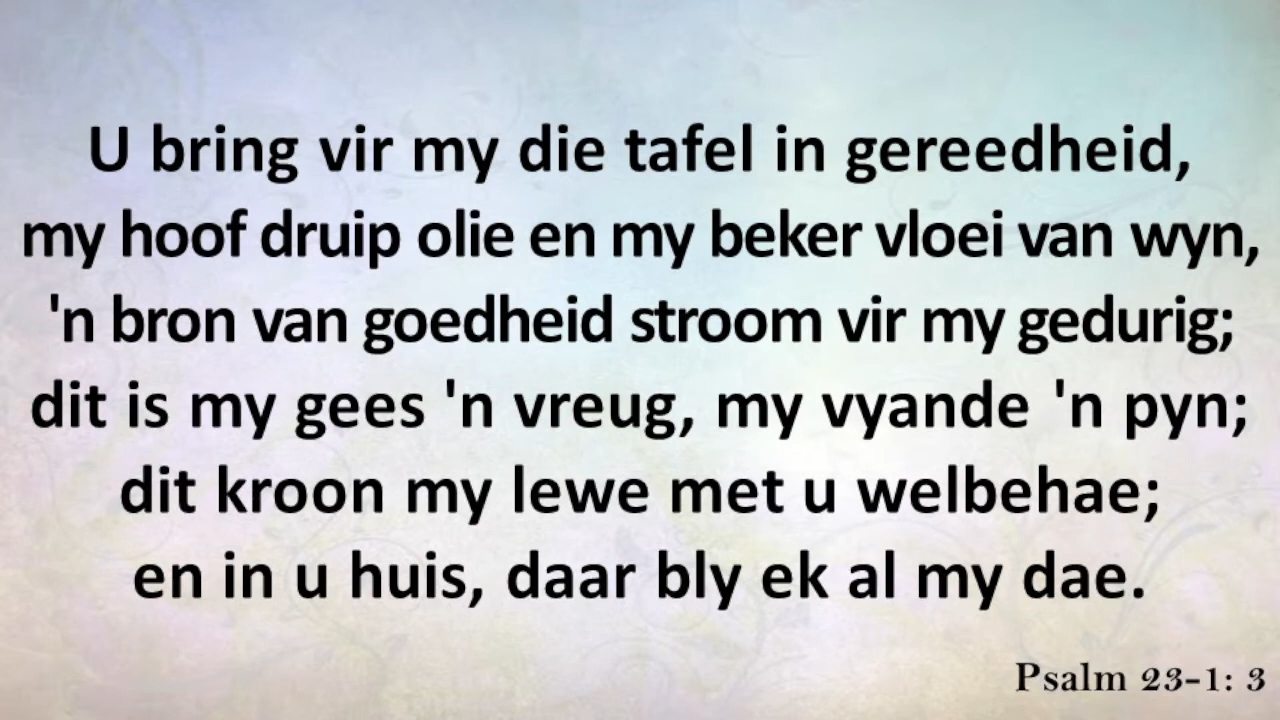 U bring vir my die tafel in gereedheid,
my hoof druip olie en my beker vloei van wyn,
'n bron van goedheid stroom vir my gedurig;
dit is my gees 'n vreug, my vyande 'n pyn;
dit kroon my lewe met u welbehae;
en in u huis, daar bly ek al my dae.
Psalm 23-1: 3